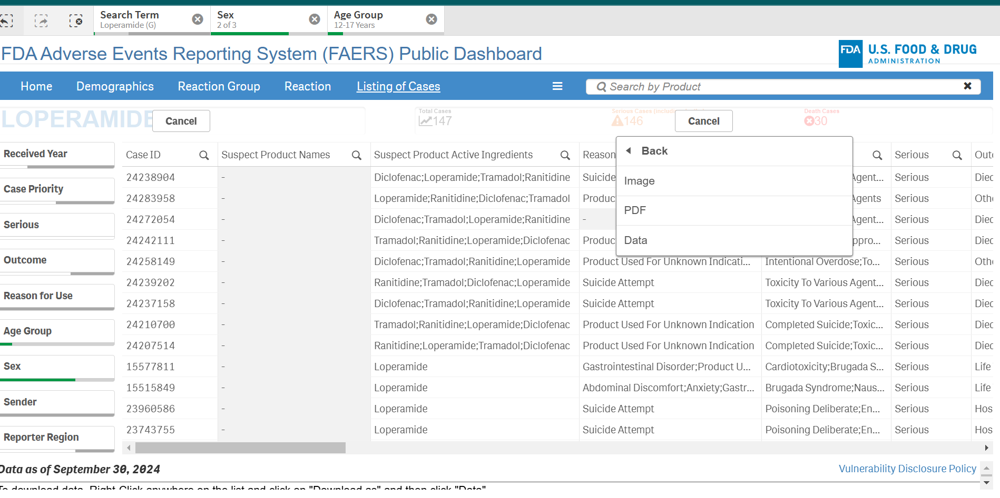 Search Term
Loperamide (G)
Sex
2 of 3
Age Group
12-17 Years
FDA Adverse Events Reporting System (FAERS) Public Dashboard
FDA U.S. FOOD & DRUG
ADMINISTRATION
Home Demographics Reaction Group Reaction Listing of Cases Search by Product
LOPERAMIDE
Cancel
Total Cases
147
Serious Cases
146
Cancel
Death Cases
30
Received Year
Case Priority
Serious
Outcome
Reason for Use
Age Group
Sex
Sender
Reporter Region
Case ID Suspect Product Names Suspect Product Active Ingredients Reason Serious
24238904 - Diclofenac;Loperamide;Tramadol;Ranitidine Suicide Agent... Serious Died
24283958 - Loperamide;Ranitidine;Diclofenac;Tramadol Agents Serious
24272054 - Diclofenac;Tramadol;Loperamide;Ranitidine - Agent... Serious Died
24242111 - Tramadol;Ranitidine;Loperamide;Diclofenac Serious Died
24258149 - Diclofenac;Tramadol;Ranitidine;Loperamide Product Used For Unknown Indicati... Intentional Overdose;To... Serious
24239202 - Ranitidine;Tramadol;Diclofenac;Loperamide Suicide Attempt Toxicity To Various Agent... Serious Died
24237158 - Diclofenac;Tramadol;Ranitidine;Loperamide Suicide Attempt Toxicity To Various Agent... Serious Died
24210700 - Tramadol;Ranitidine;Loperamide;Diclofenac Product Used For Unknown Indication Completed Suicide;Toxic... Serious Died
24207514 - Ranitidine;Loperamide;Tramadol;Diclofenac Product Used For Unknown Indication Completed Suicide;Toxic... Serious Died
15577811 - Loperamide Gastrointestinal Disorder;Product U... Cardiotoxicity;Brugada S... Serious Life
15515849 - Loperamide Abdominal Discomfort;Anxiety;Gastr... Brugada Syndrome;Naus... Serious Life
23960586 - Loperamide Suicide Attempt Poisoning Deliberate;En... Serious Hos
23743755 - Loperamide Suicide Attempt Poisoning Deliberate;En... Serious Hos
Back
Image
PDF
Data
Data as of September 30, 2024
Vulnerability Disclosure Policy
To download data, Right-Click anywhere on the list and click on "Download as" and then click "Data"